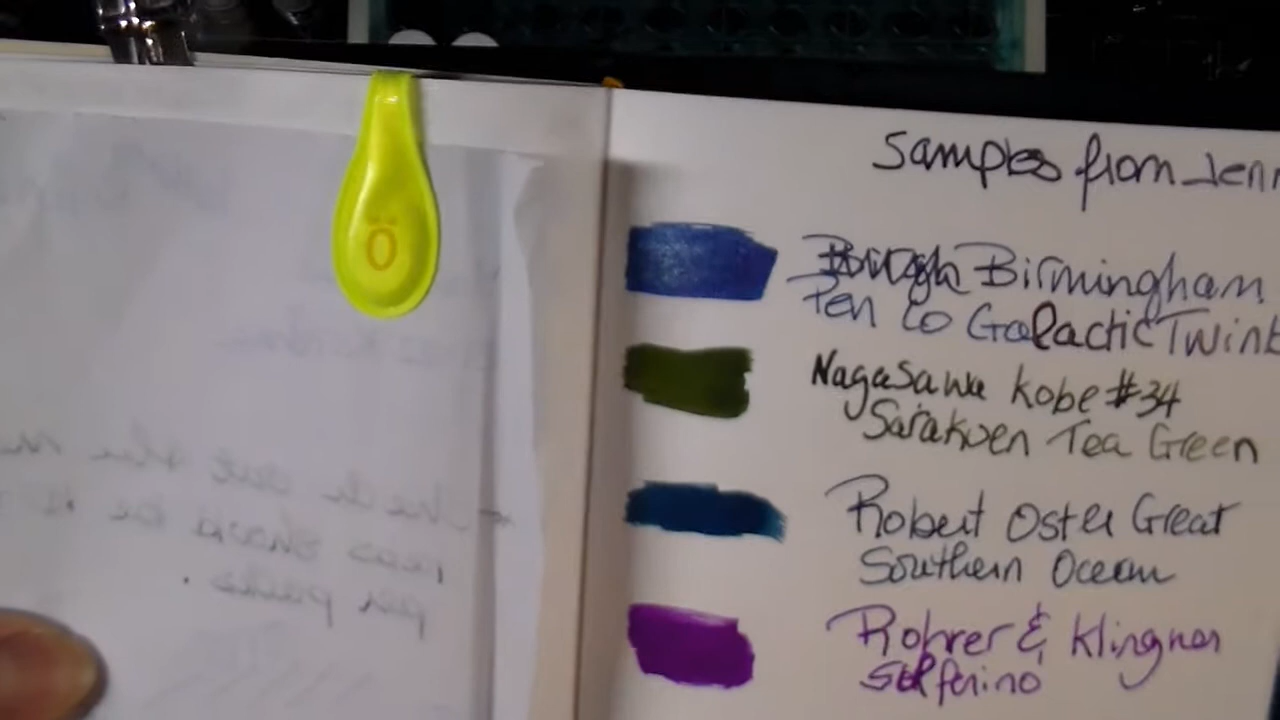 Ö
Samples from Jenn
Birmingham
Pen Co Galactic Twink
Nagasawa Kobe #34
Sarakuen Tea Green
Robert Oster Great
Southern Ocean
Rohrer & Klingner
Solferino